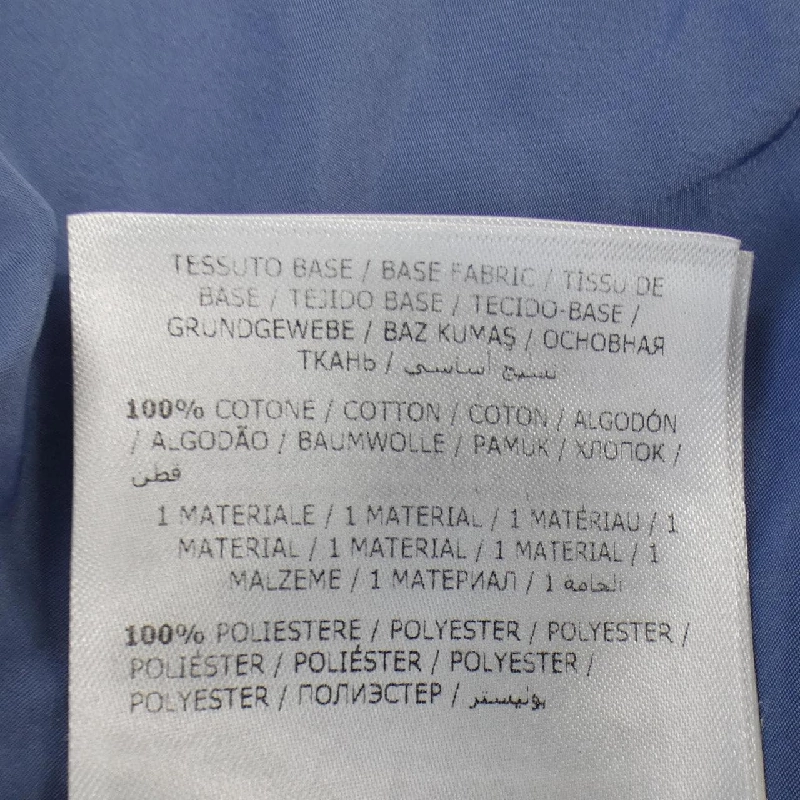 TESSUTO BASE / BASE FABRIC / TISSU DE
BASE / TEJIDO BASE / TECIDO-BASE /
GRUNDGEWEBE / BAZ KUMAŞ / ОСНОВНАЯ
ТКАНЬ / نسيج أساسي
100% COTONE / COTTON / COTON / ALGODÓN
/ ALGODÃO / BAUMWOLLE / PAMUK / ХЛОПОК /
قطن
1 MATERIALE / 1 MATERIAL / 1 MATÉRIAU / 1
MATERIAL / 1 MATERIAL / 1 MATERIAL / 1
MALZEME / 1 МАТЕРИАЛ / 1 الخامة
100% POLIESTERE / POLYESTER / POLYESTER /
POLIÉSTER / POLIÉSTER / POLYESTER /
POLYESTER / ПОЛИЭСТЕР / بوليستر